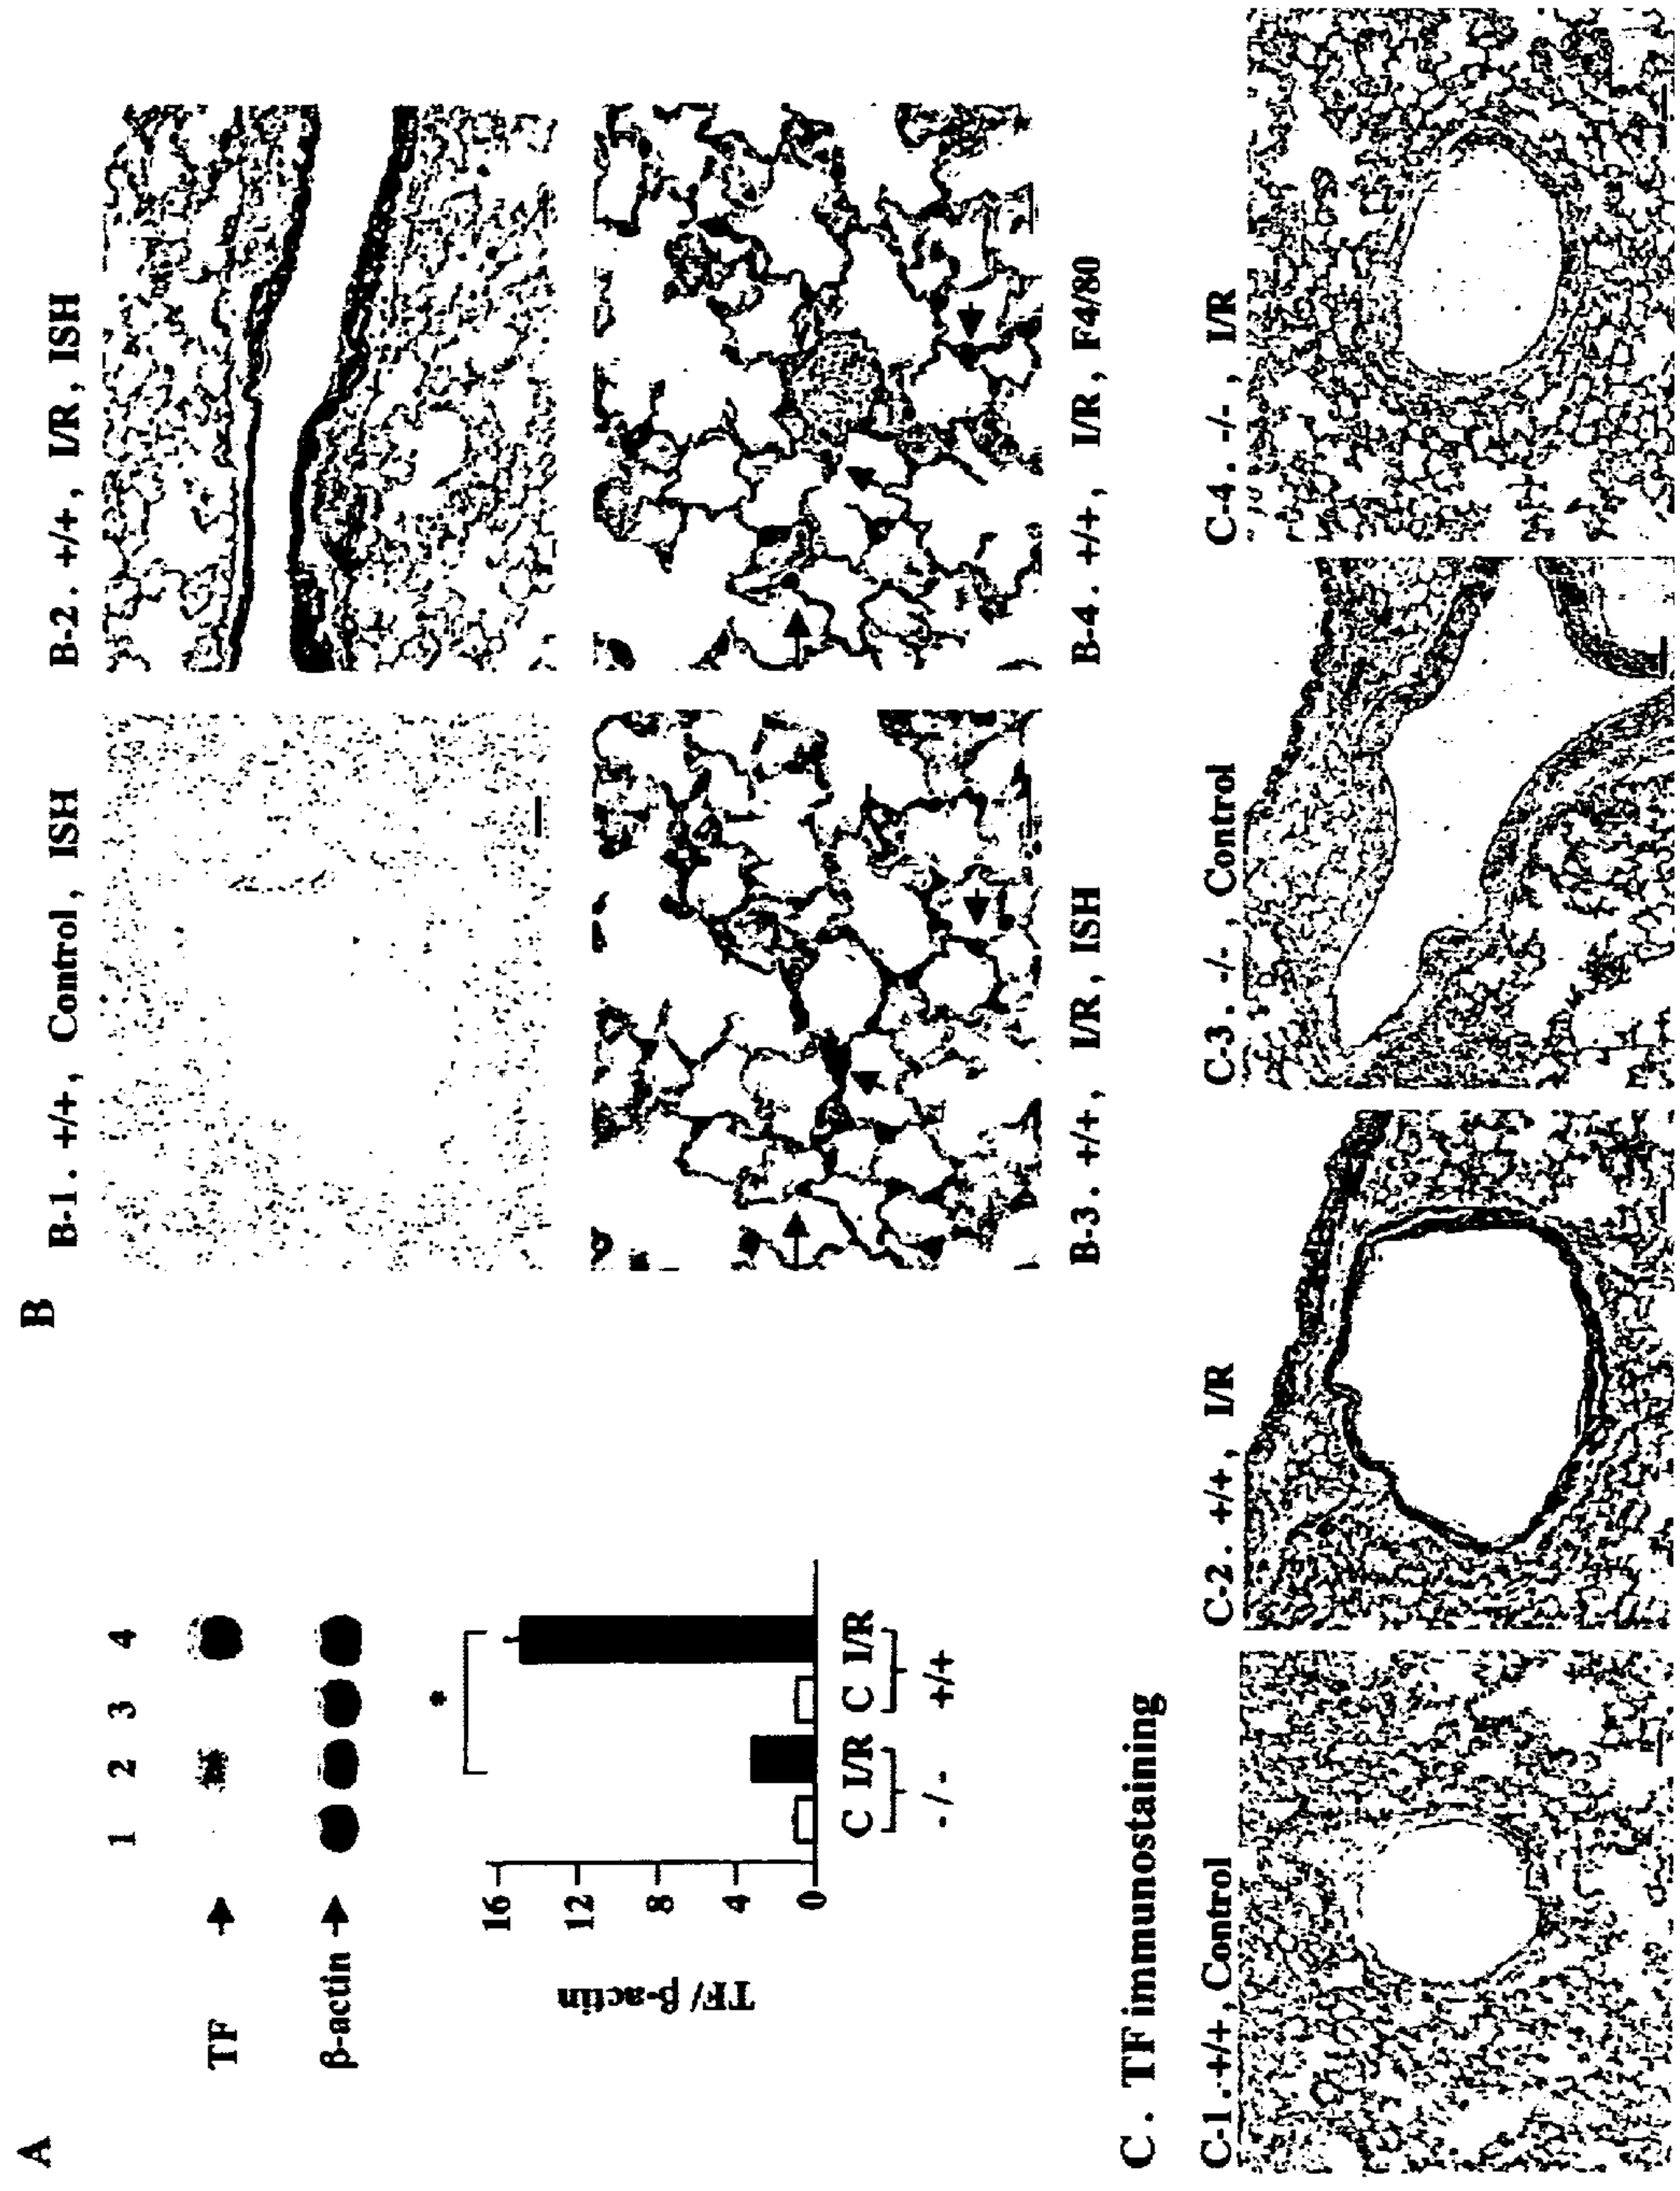 A
1 2 3 4
TF
β-actin
*
TF/ β-actin
16
12
8
4
0
C I/R C I/R
-/- +/+
B
B-1. +/+, Control, ISH
B-2. +/+, I/R, ISH
B-3. +/+, I/R, ISH
B-4. +/+, I/R, F4/80
C. TF immunostaining
C-1. +/+, Control
C-2. +/+, I/R
C-3. -/-, Control
C-4. -/-, I/R